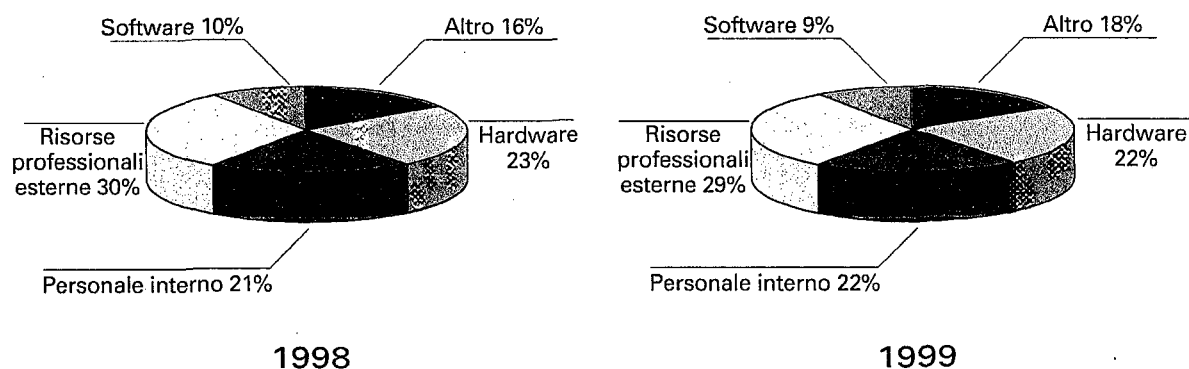 Software 10%
Altro 16%
Risorse
professionali
esterne 30%
Hardware
23%
Personale interno 21%
1998
Software 9%
Altro 18%
Risorse
professionali
esterne 29%
Hardware
22%
Personale interno 22%
1999